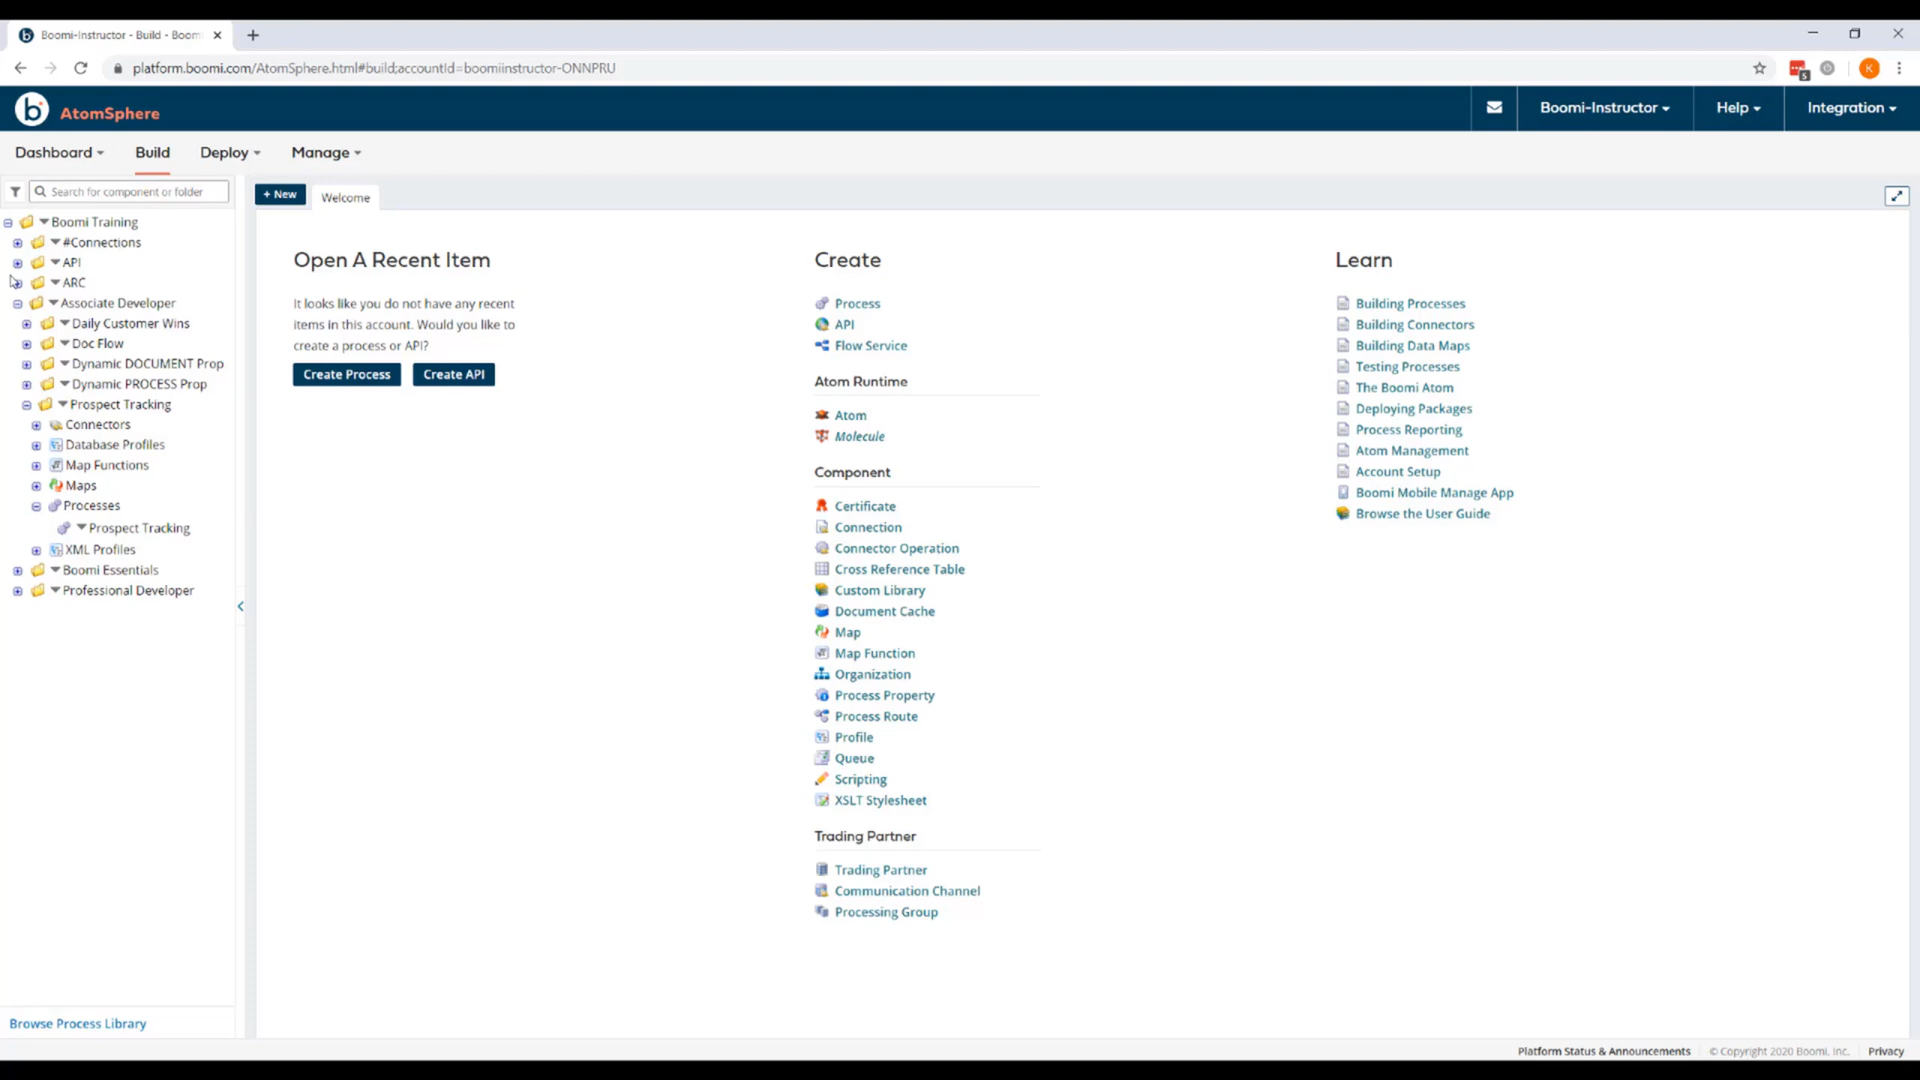 Boomi-Instructor - Build - Boom
platform.boomi.com/AtomSphere.html#build;accountId=boomiinstructor-ONNPRU
5
K
b AtomSphere
Boomi-Instructor
Help
Integration
Dashboard
Build
Deploy
Manage
Search for component or folder
+ New
Welcome
Boomi Training
#Connections
API
ARC
Associate Developer
Daily Customer Wins
Doc Flow
Dynamic DOCUMENT Prop
Dynamic PROCESS Prop
Prospect Tracking
Connectors
Database Profiles
Map Functions
Maps
Processes
Prospect Tracking
XML Profiles
Boomi Essentials
Professional Developer
Browse Process Library
Open A Recent Item
It looks like you do not have any recent
items in this account. Would you like to
create a process or API?
Create Process
Create API
Create
Process
API
Flow Service
Atom Runtime
Atom
Molecule
Component
Certificate
Connection
Connector Operation
Cross Reference Table
Custom Library
Document Cache
Map
Map Function
Organization
Process Property
Process Route
Profile
Queue
Scripting
XSLT Stylesheet
Trading Partner
Trading Partner
Communication Channel
Processing Group
Learn
Building Processes
Building Connectors
Building Data Maps
Testing Processes
The Boomi Atom
Deploying Packages
Process Reporting
Atom Management
Account Setup
Boomi Mobile Manage App
Browse the User Guide
Platform Status & Announcements
© Copyright 2020 Boomi, Inc.
Privacy